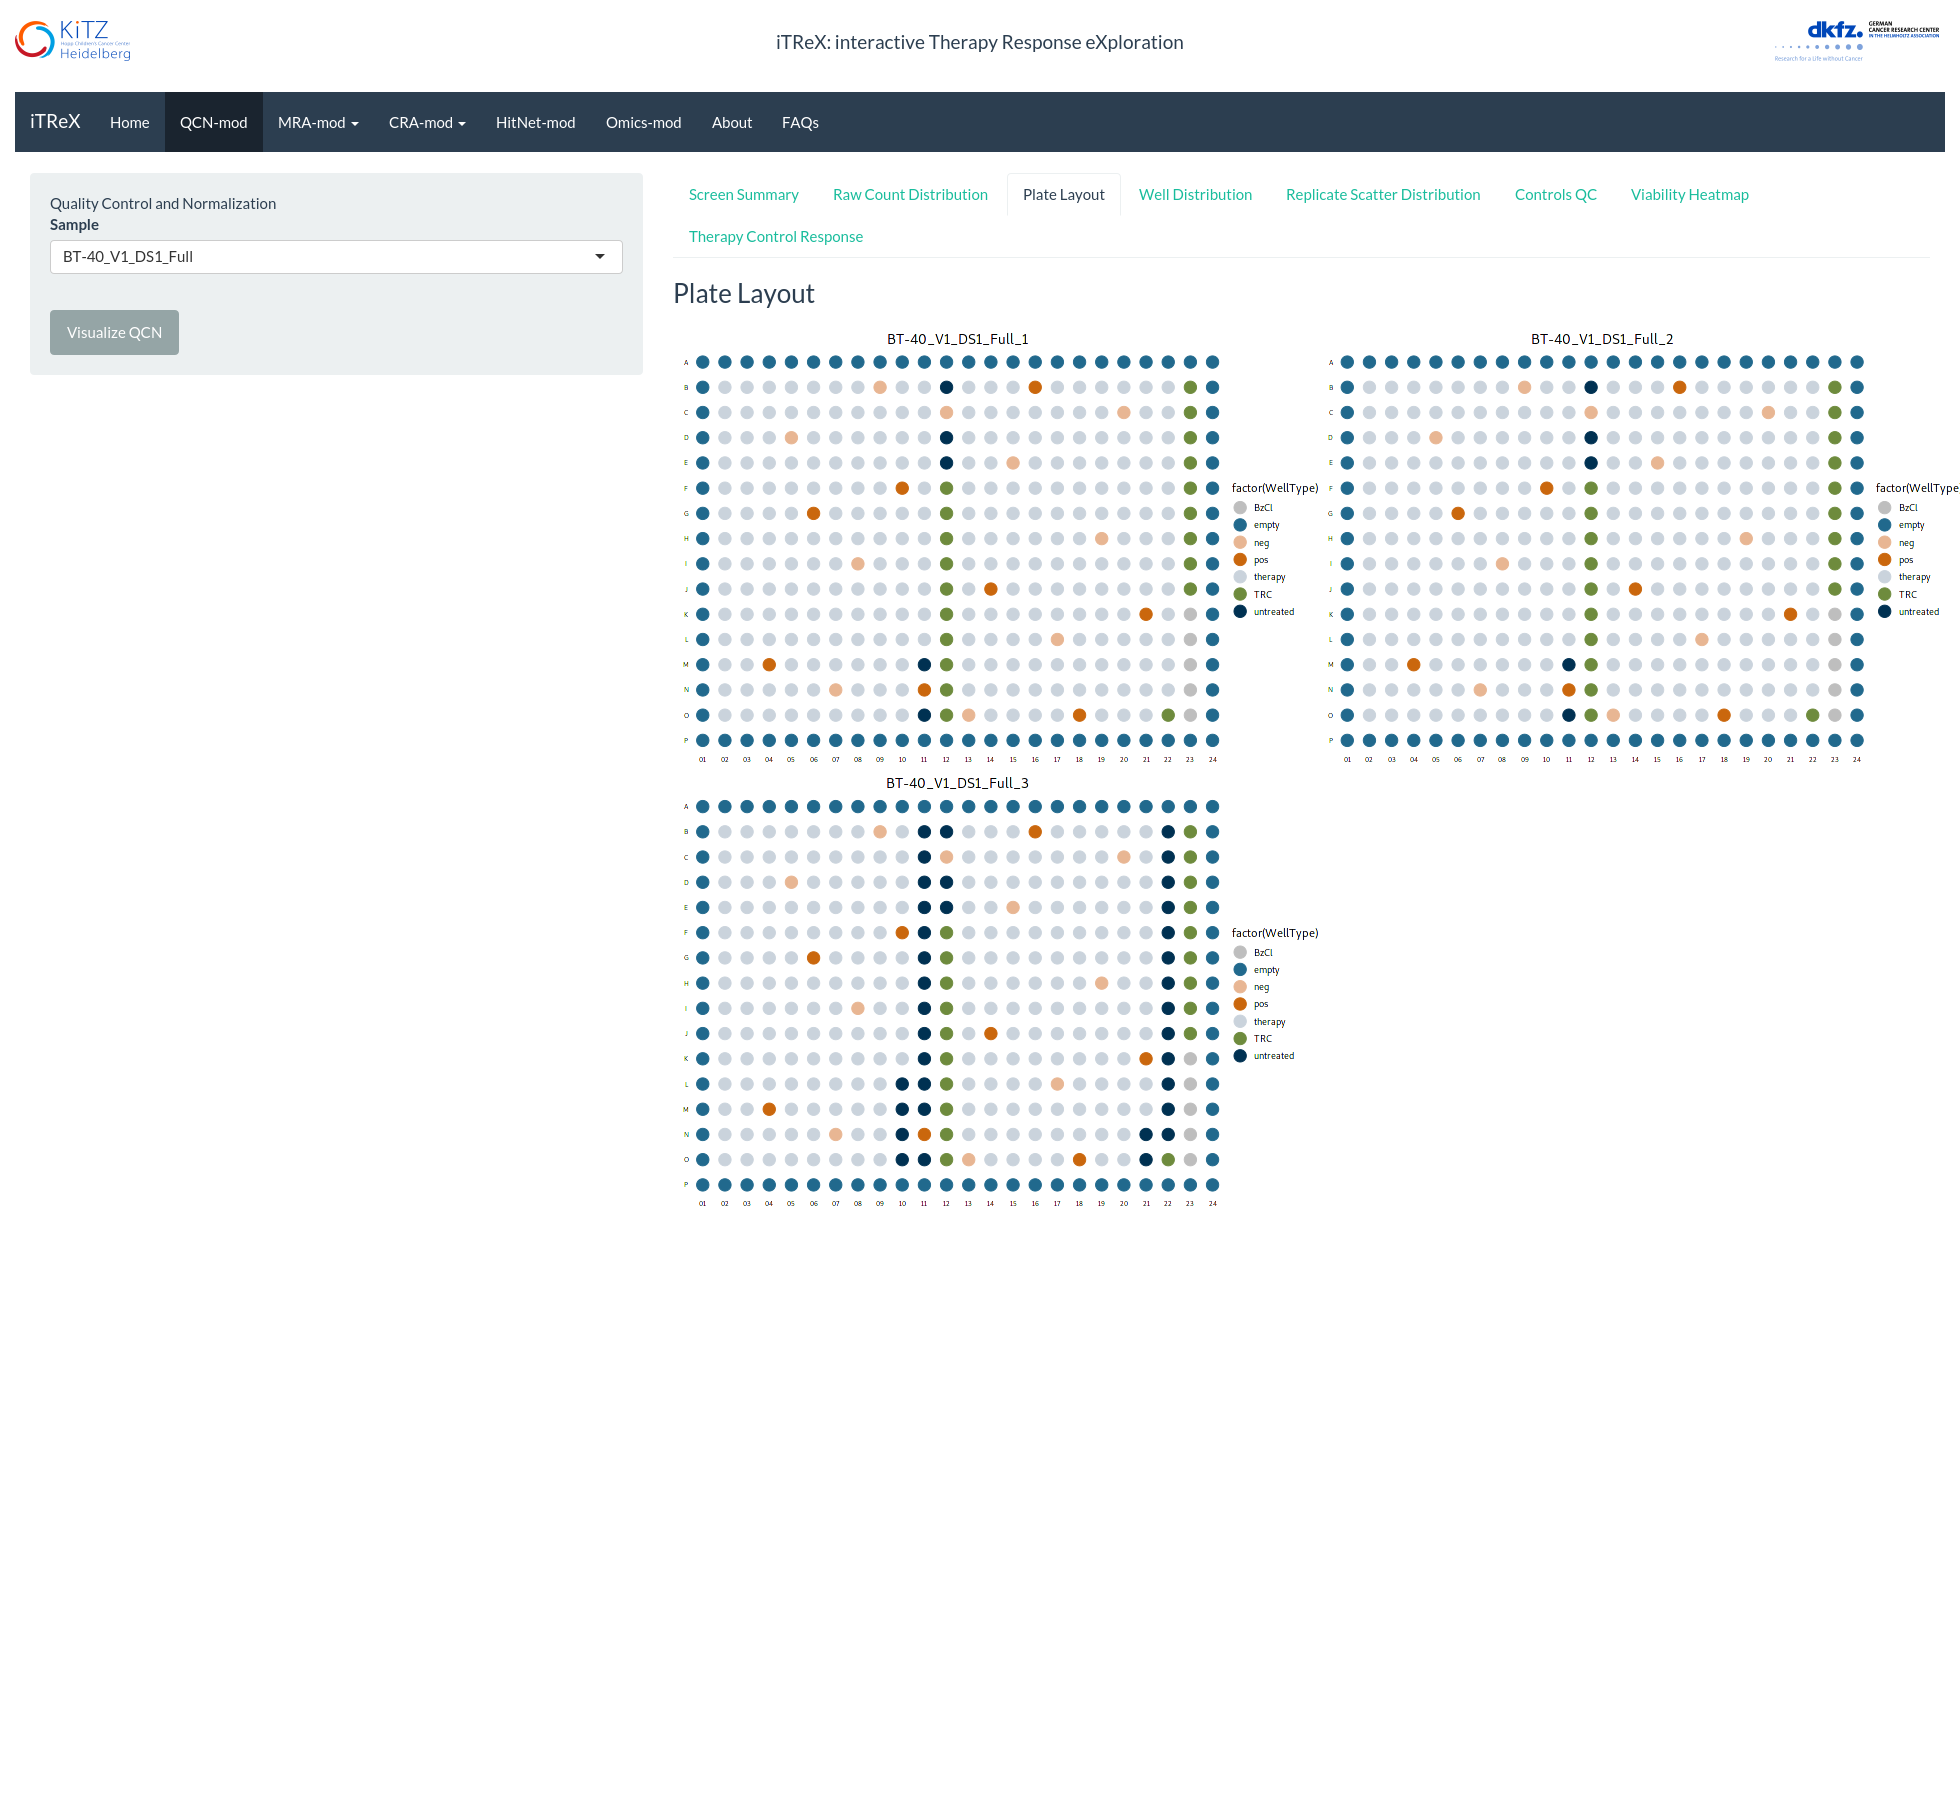 KiTZ
Hopp Children's Cancer Center
Heidelberg
iTReX: interactive Therapy Response eXploration
dkfz.
GERMAN
CANCER RESEARCH CENTER
IN THE HELMHOLTZ ASSOCIATION
Research for a Life without Cancer
iTReX Home QCN-mod MRA-mod CRA-mod HitNet-mod Omics-mod About FAQs
Quality Control and Normalization
Sample
BT-40_V1_DS1_Full
Visualize QCN
Screen Summary Raw Count Distribution Plate Layout Well Distribution Replicate Scatter Distribution Controls QC Viability Heatmap
Therapy Control Response
Plate Layout
BT-40_V1_DS1_Full_1
A
B
C
D
E
F
G
H
I
J
K
L
M
N
O
P
01 02 03 04 05 06 07 08 09 10 11 12 13 14 15 16 17 18 19 20 21 22 23 24
factor(WellType)
BzCl
empty
neg
pos
therapy
TRC
untreated
BT-40_V1_DS1_Full_2
A
B
C
D
E
F
G
H
I
J
K
L
M
N
O
P
01 02 03 04 05 06 07 08 09 10 11 12 13 14 15 16 17 18 19 20 21 22 23 24
factor(WellType
BzCl
empty
neg
pos
therapy
TRC
untreated
BT-40_V1_DS1_Full_3
A
B
C
D
E
F
G
H
I
J
K
L
M
N
O
P
01 02 03 04 05 06 07 08 09 10 11 12 13 14 15 16 17 18 19 20 21 22 23 24
factor(WellType)
BzCl
empty
neg
pos
therapy
TRC
untreated